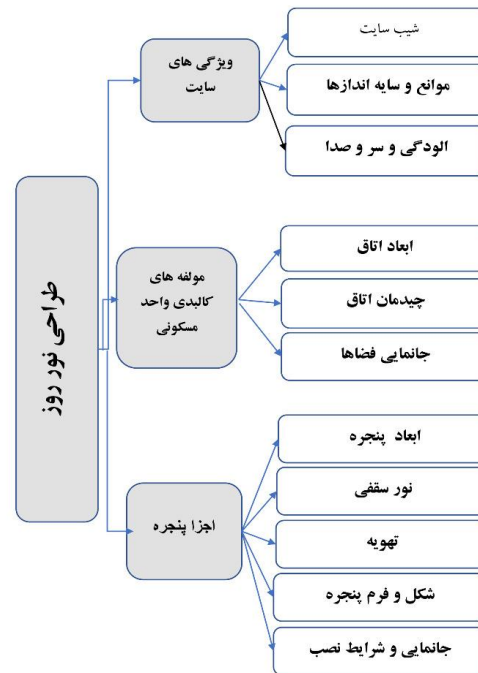 طراحی نور روز
ویژگی های
سایت
شیب سایت
موانع و سایه اندازها
الودگی و سر و صدا
مولفه های
کالبدی واحد
مسکونی
ابعاد اتاق
چیدمان اتاق
جانمایی فضاها
اجزا پنجره
ابعاد پنجره
نور سقفی
تهویه
شکل و فرم پنجره
جانمایی و شرایط نصب